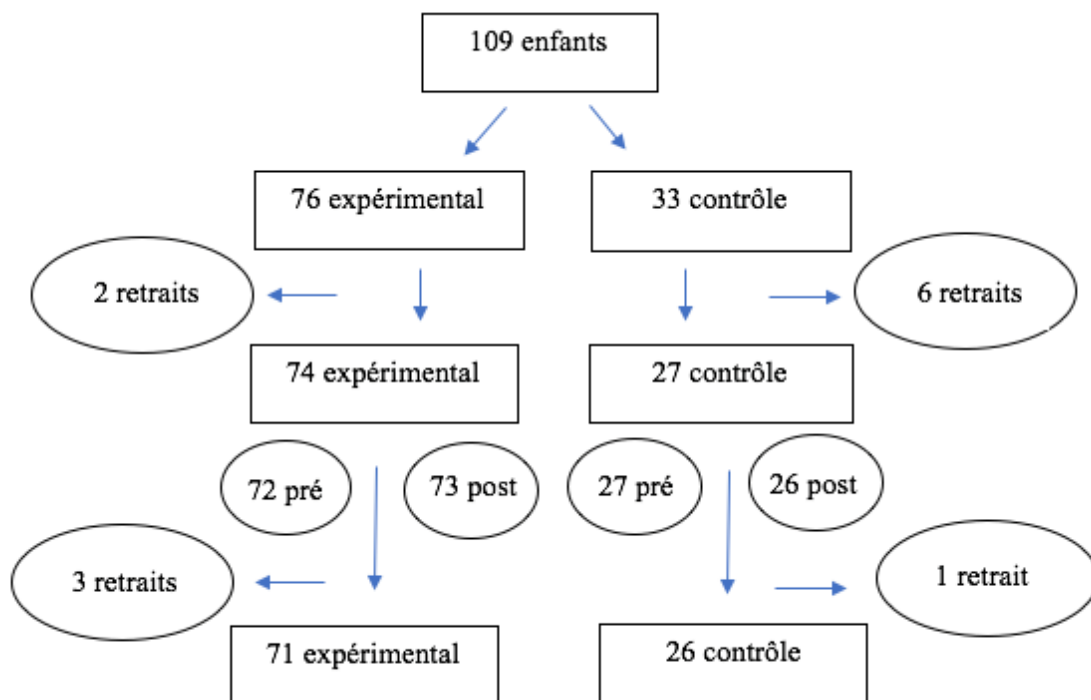 109 enfants
76 expérimental
33 contrôle
2 retraits
6 retraits
74 expérimental
27 contrôle
72 pré
73 post
27 pré
26 post
3 retraits
1 retrait
71 expérimental
26 contrôle